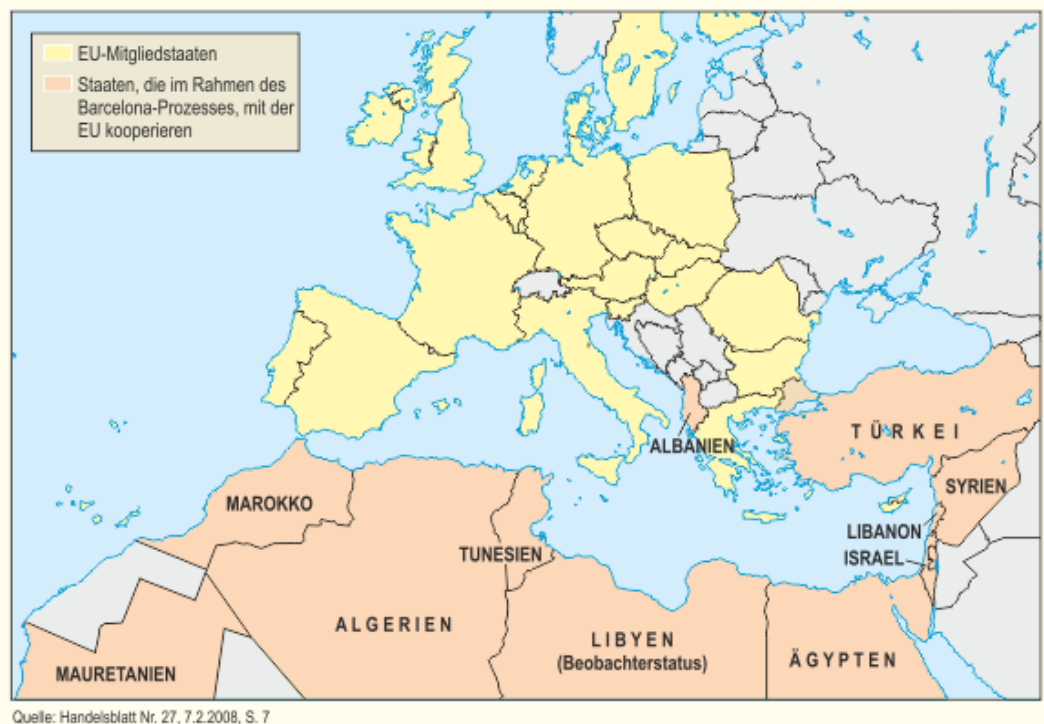 EU-Mitgliedstaaten
Staaten, die im Rahmen des
Barcelona-Prozesses, mit der
EU kooperieren
ALBANIEN
TÜRKEI
SYRIEN
MAROKKO
LIBANON
TUNESIEN
ISRAEL
ALGERIEN
LIBYEN
(Beobachterstatus)
ÄGYPTEN
MAURETANIEN
Quelle: Handelsblatt Nr. 27, 7.2.2008, S. 7